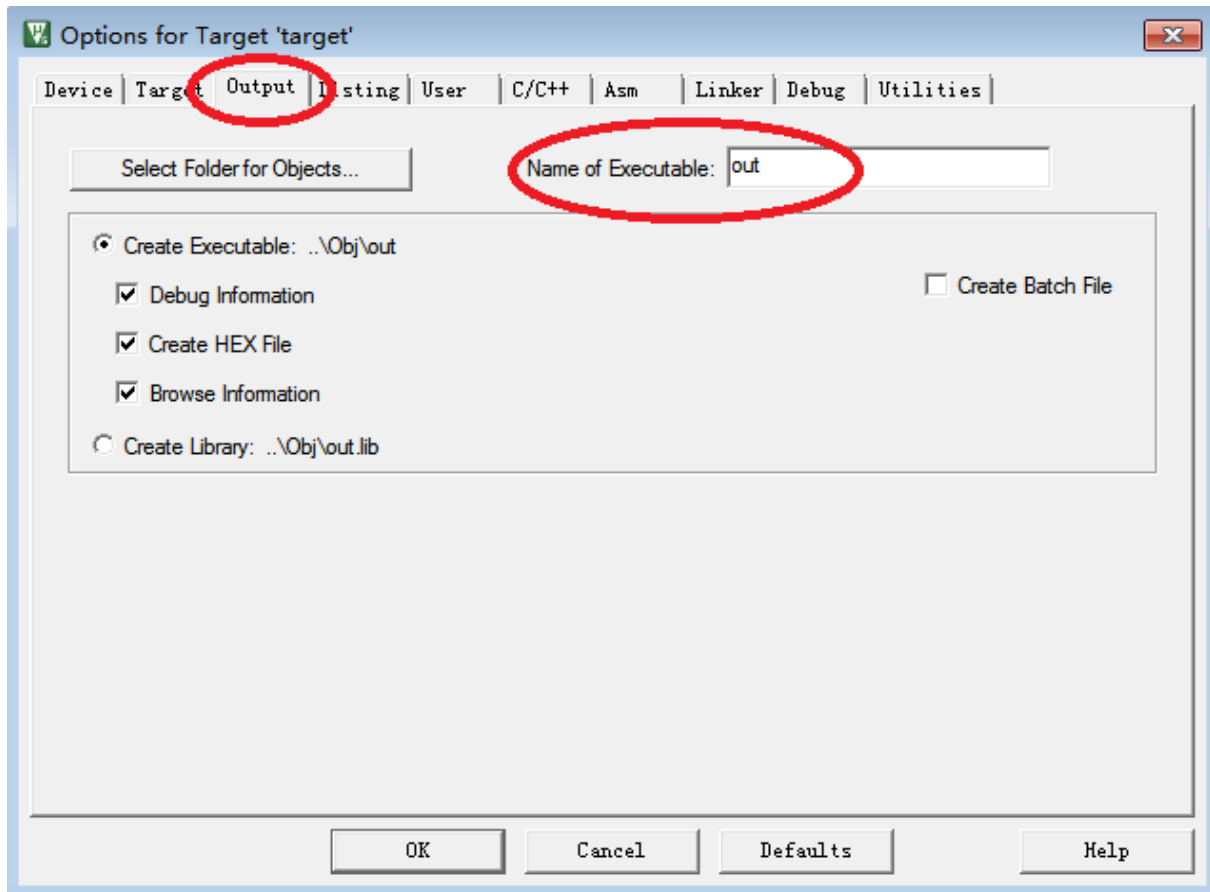 Options for Target 'target'
Device Target Output Listing User C/C++ Asm Linker Debug Utilities
Select Folder for Objects... Name of Executable: out
Create Executable: ..\Obj\out
Debug Information Create Batch File
Create HEX File
Browse Information
Create Library: ..\Obj\out.lib
OK Cancel Defaults Help